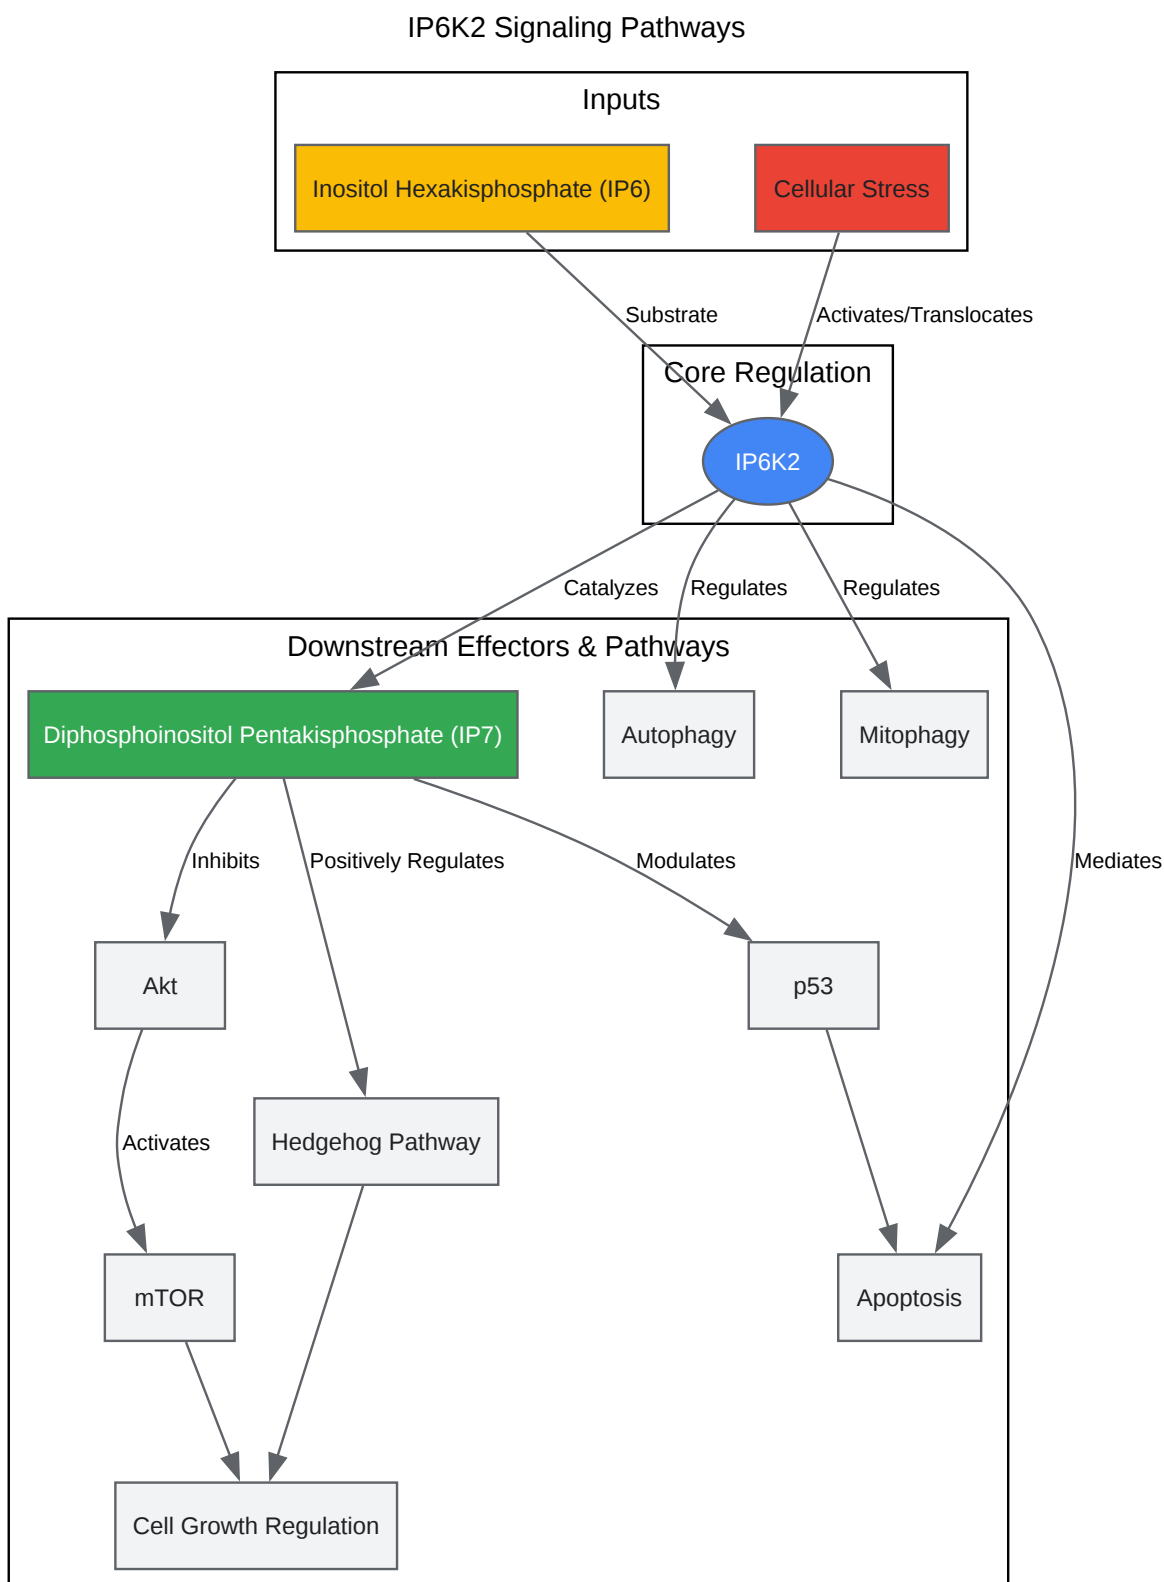 IP6K2 Signaling Pathways
Inputs
Inositol Hexakisphosphate (IP6)
Cellular Stress
Substrate
Activates/Translocates
Core Regulation
IP6K2
Catalyzes
Regulates
Regulates
Downstream Effectors & Pathways
Diphosphoinositol Pentakisphosphate (IP7)
Autophagy
Mitophagy
Inhibits
Positively Regulates
Modulates
Mediates
Akt
p53
Activates
Hedgehog Pathway
mTOR
Apoptosis
Cell Growth Regulation